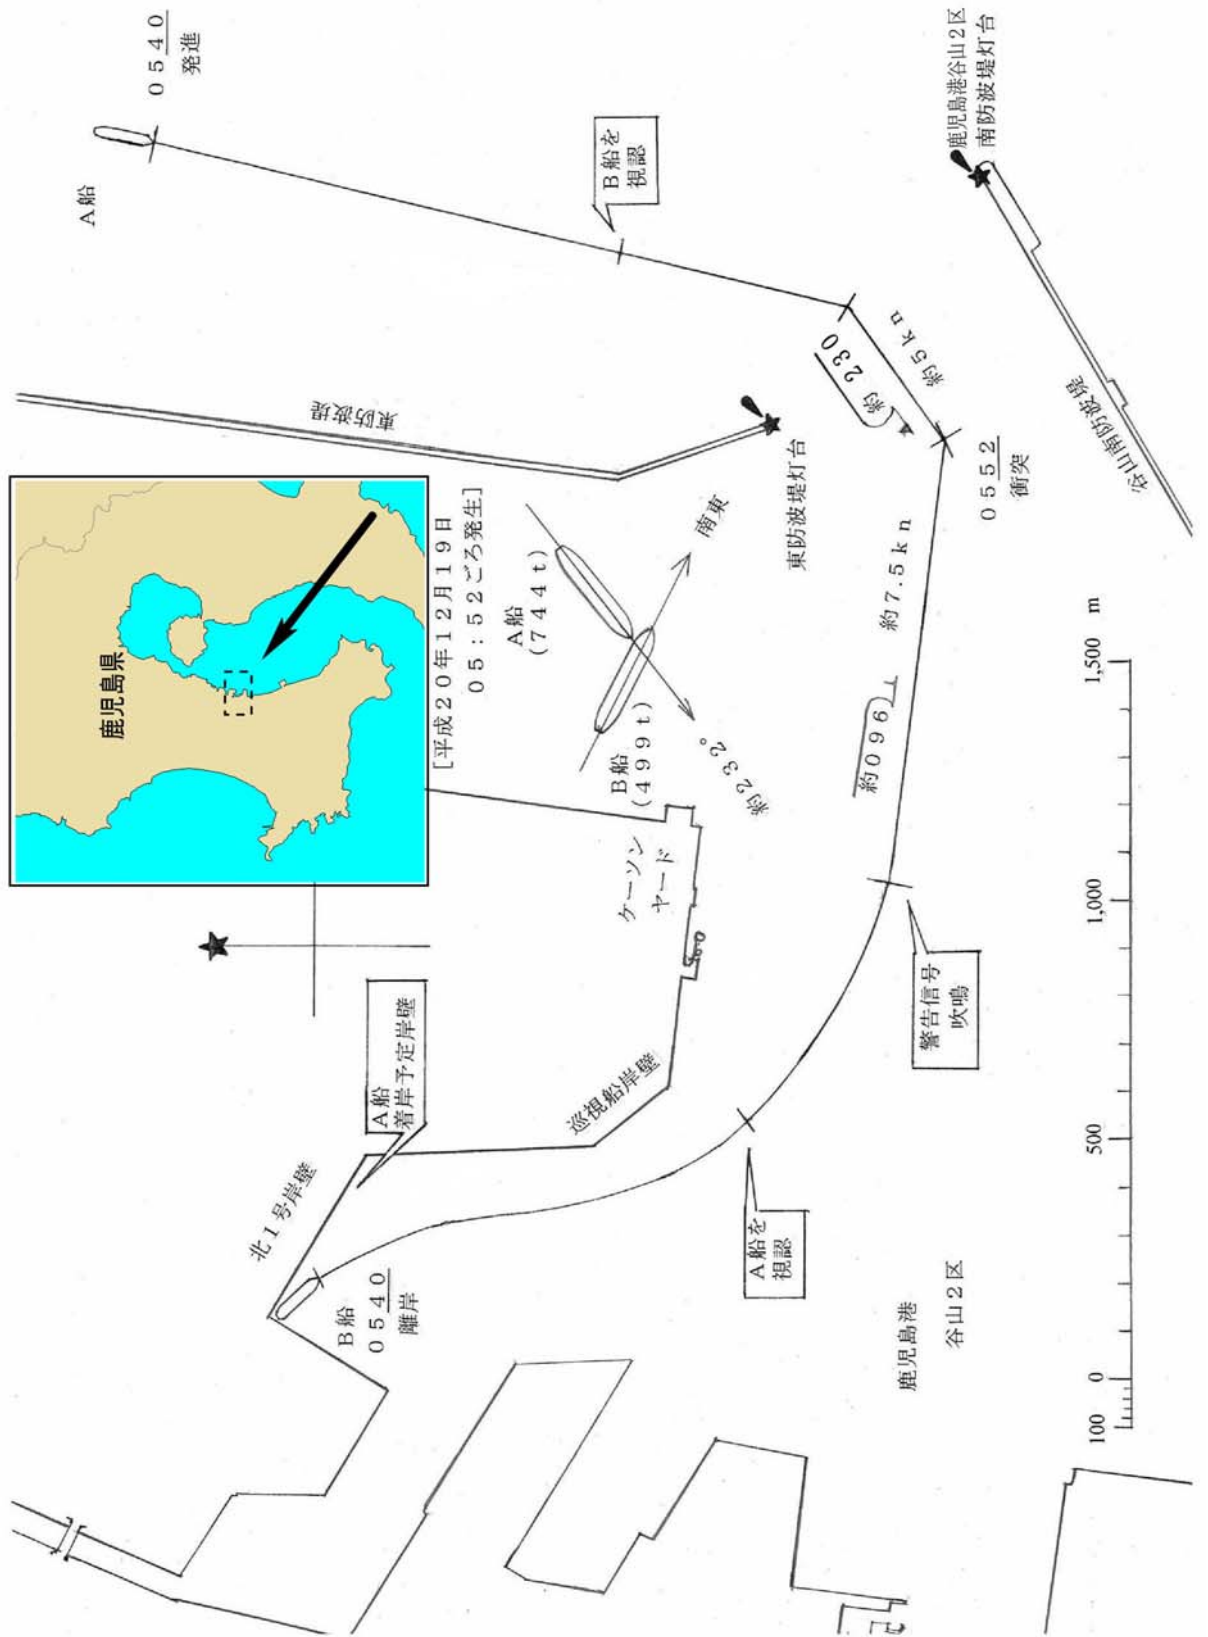 鹿児島県
[平成20年12月19日
05:52ごろ発生]
A船
0540
発進
B船を
視認
東防波堤
東防波堤灯台
約230
約5kn
鹿児島港谷山2区
南防波堤灯台
谷山南防波堤
0552
衝突
約7.5kn
約096
A船
(744t)
B船
(499t)
南東
約232°
ケーソン
ヤード
A船
着岸予定岸壁
北1号岸壁
巡視船岸壁
B船
0540
離岸
A船を
視認
警告信号
吹鳴
鹿児島港
谷山2区
100 0 500 1,000 1,500 m